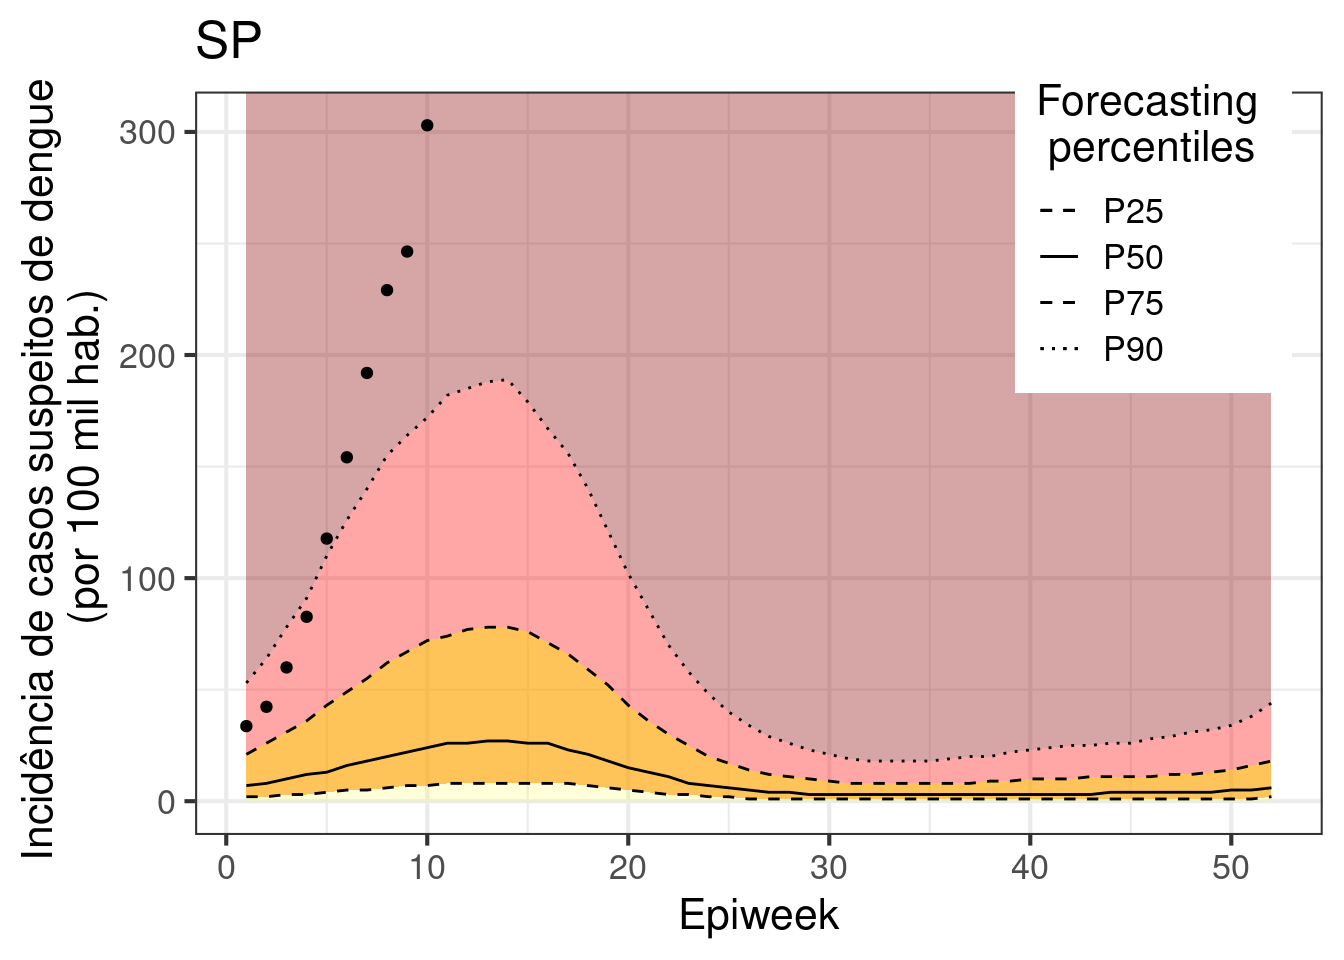 SP
Incidência de casos suspeitos de dengue
(por 100 mil hab.)
300
200
100
0
Forecasting
percentiles
P25
P50
P75
P90
0 10 20 30 40 50
Epiweek